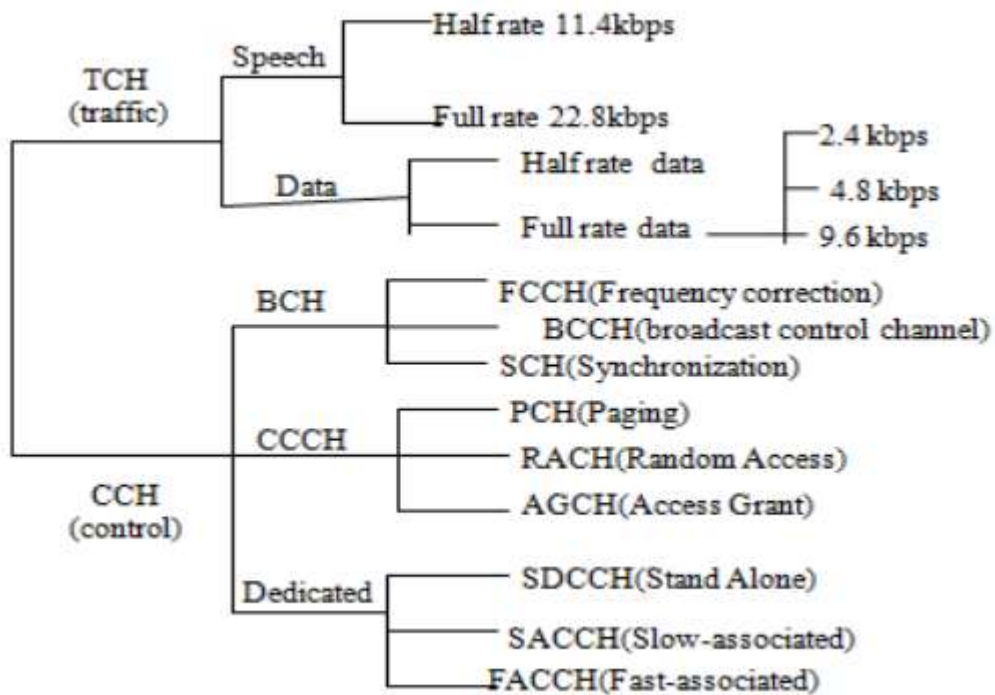 Half rate 11.4kbps
Speech
TCH
(traffic)
Full rate 22.8kbps
2.4 kbps
Half rate data
Data
4.8 kbps
Full rate data
9.6 kbps
FCCH(Frequency correction)
BCH
BCCH(broadcast control channel)
SCH(Synchronization)
PCH(Paging)
CCCH
RACH(Random Access)
CCH
(control)
AGCH(Access Grant)
SDCCH(Stand Alone)
Dedicated
SACCH(Slow-associated)
FACCH(Fast-associated)